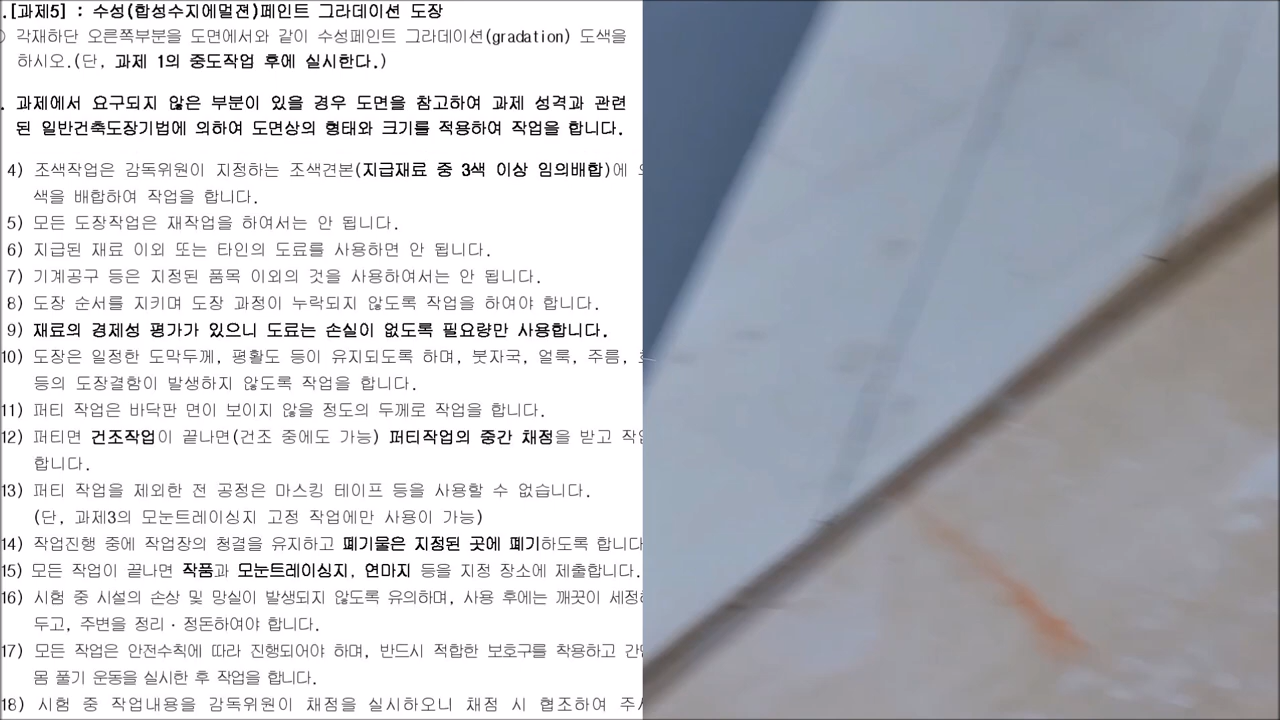 .[과제5] : 수성(합성수지에멀젼)페인트 그라데이션 도장
각재하단 오른쪽부분을 도면에서와 같이 수성페인트 그라데이션(gradation) 도색을
하시오.(단, 과제 1의 중도작업 후에 실시한다.)
. 과제에서 요구되지 않은 부분이 있을 경우 도면을 참고하여 과제 성격과 관련
된 일반건축도장기법에 의하여 도면상의 형태와 크기를 적용하여 작업을 합니다.
4) 조색작업은 감독위원이 지정하는 조색견본(지급재료 중 3색 이상 임의배합)에
색을 배합하여 작업을 합니다.
5) 모든 도장작업은 재작업을 하여서는 안 됩니다.
6) 지급된 재료 이외 또는 타인의 도료를 사용하면 안 됩니다.
7) 기계공구 등은 지정된 품목 이외의 것을 사용하여서는 안 됩니다.
8) 도장 순서를 지키며 도장 과정이 누락되지 않도록 작업을 하여야 합니다.
9) 재료의 경제성 평가가 있으니 도료는 손실이 없도록 필요량만 사용합니다.
10) 도장은 일정한 도막두께, 평활도 등이 유지되도록 하며, 붓자국, 얼룩, 주름,
등의 도장결함이 발생하지 않도록 작업을 합니다.
11) 퍼티 작업은 바닥판 면이 보이지 않을 정도의 두께로 작업을 합니다.
12) 퍼티면 건조작업이 끝나면(건조 중에도 가능) 퍼티작업의 중간 채점을 받고
합니다.
13) 퍼티 작업을 제외한 전 공정은 마스킹 테이프 등을 사용할 수 없습니다.
(단, 과제3의 모눈트레이싱지 고정 작업에만 사용이 가능)
14) 작업진행 중에 작업장의 청결을 유지하고 폐기물은 지정된 곳에 폐기하도록 합니다
15) 모든 작업이 끝나면 작품과 모눈트레이싱지, 연마지 등을 지정 장소에 제출합니다.
16) 시험 중 시설의 손상 및 망실이 발생되지 않도록 유의하며, 사용 후에는 깨끗이
두고, 주변을 정리·정돈하여야 합니다.
17) 모든 작업은 안전수칙에 따라 진행되어야 하며, 반드시 적합한 보호구를 착용하고
몸 풀기 운동을 실시한 후 작업을 합니다.
18) 시험 중 작업내용을 감독위원이 채점을 실시하오니 채점 시 협조하여